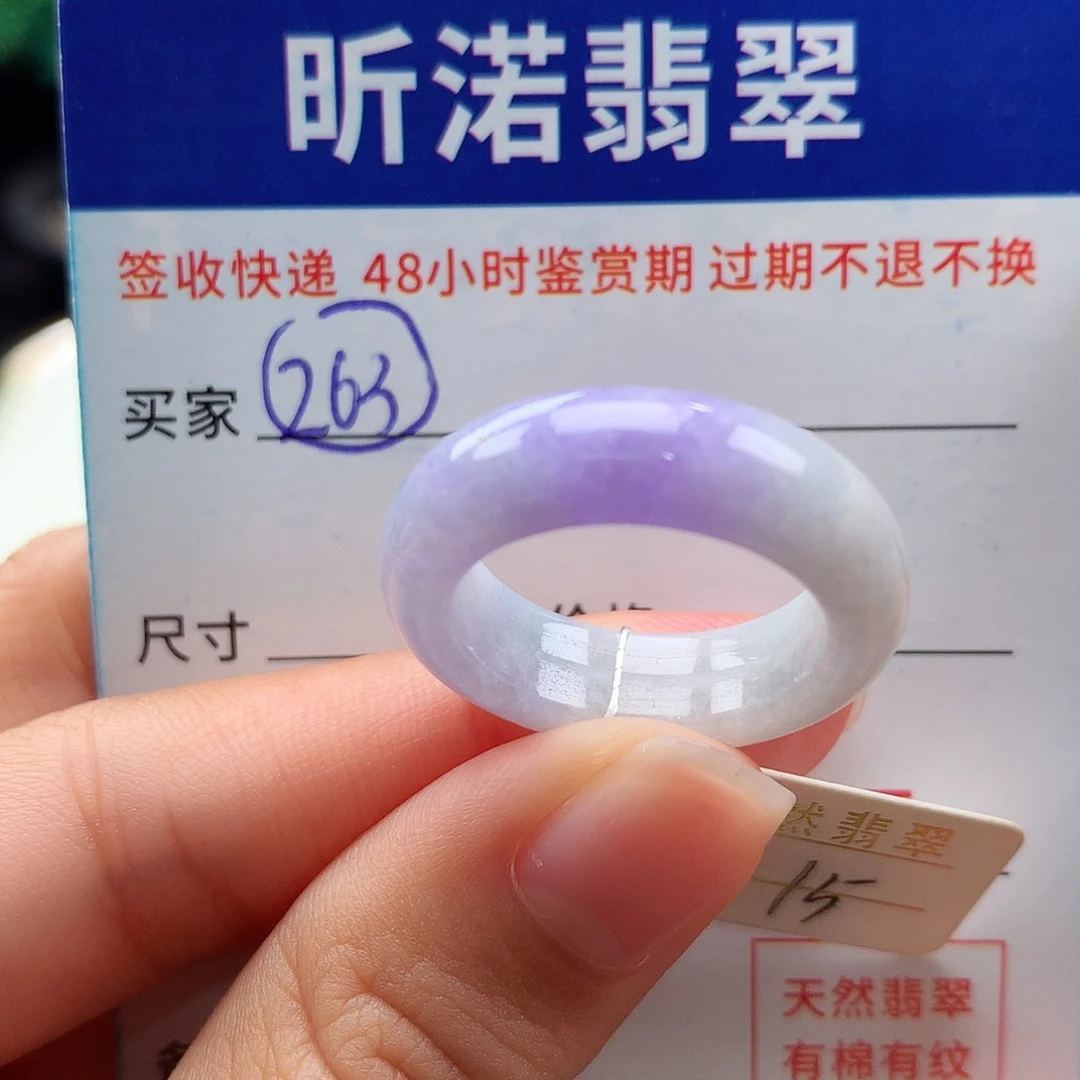 昕渃翡翠
签收快递 48小时鉴赏期 过期不退不换
买家 263
尺寸
翡翠
15
天然翡翠
有棉有纹